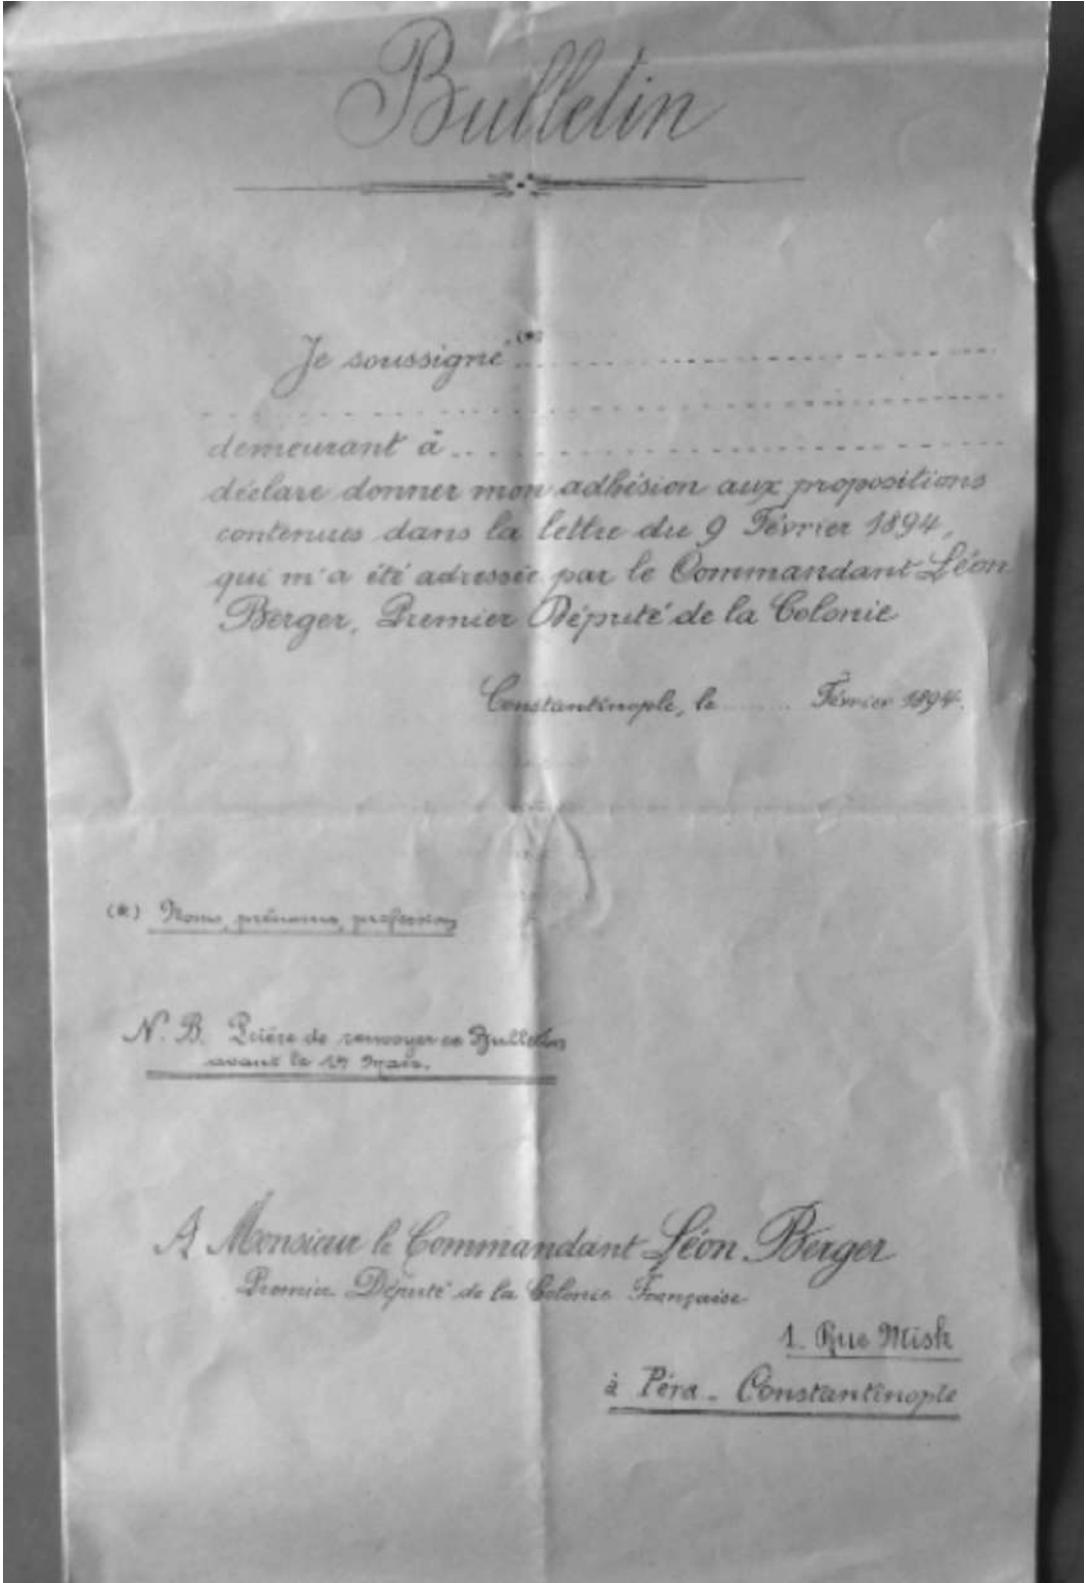 Bulletin
Je soussigné (*)
demeurant à
déclare donner mon adhésion aux propositions
contenues dans la lettre du 9 Février 1894,
qui m'a été adressée par le Commandant Léon
Berger, Premier Député de la Colonie
Constantinople, le Février 1894.
(*) Noms, prénoms, profession
N. B. Prière de renvoyer ce Bulletin
avant le Mars.
A Monsieur le Commandant Léon Berger
Premier Député de la Colonie Française
1. Rue Misk
à Péra - Constantinople